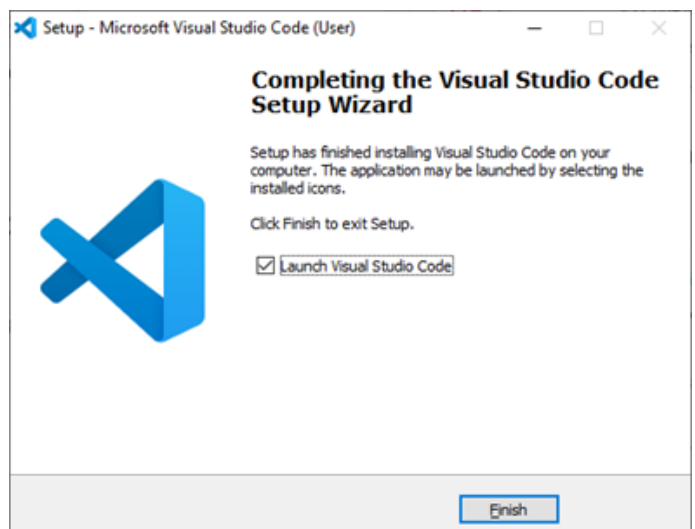 Setup - Microsoft Visual Studio Code (User)
Completing the Visual Studio Code
Setup Wizard
Setup has finished installing Visual Studio Code on your
computer. The application may be launched by selecting the
installed icons.
Click Finish to exit Setup.
Launch Visual Studio Code
Finish